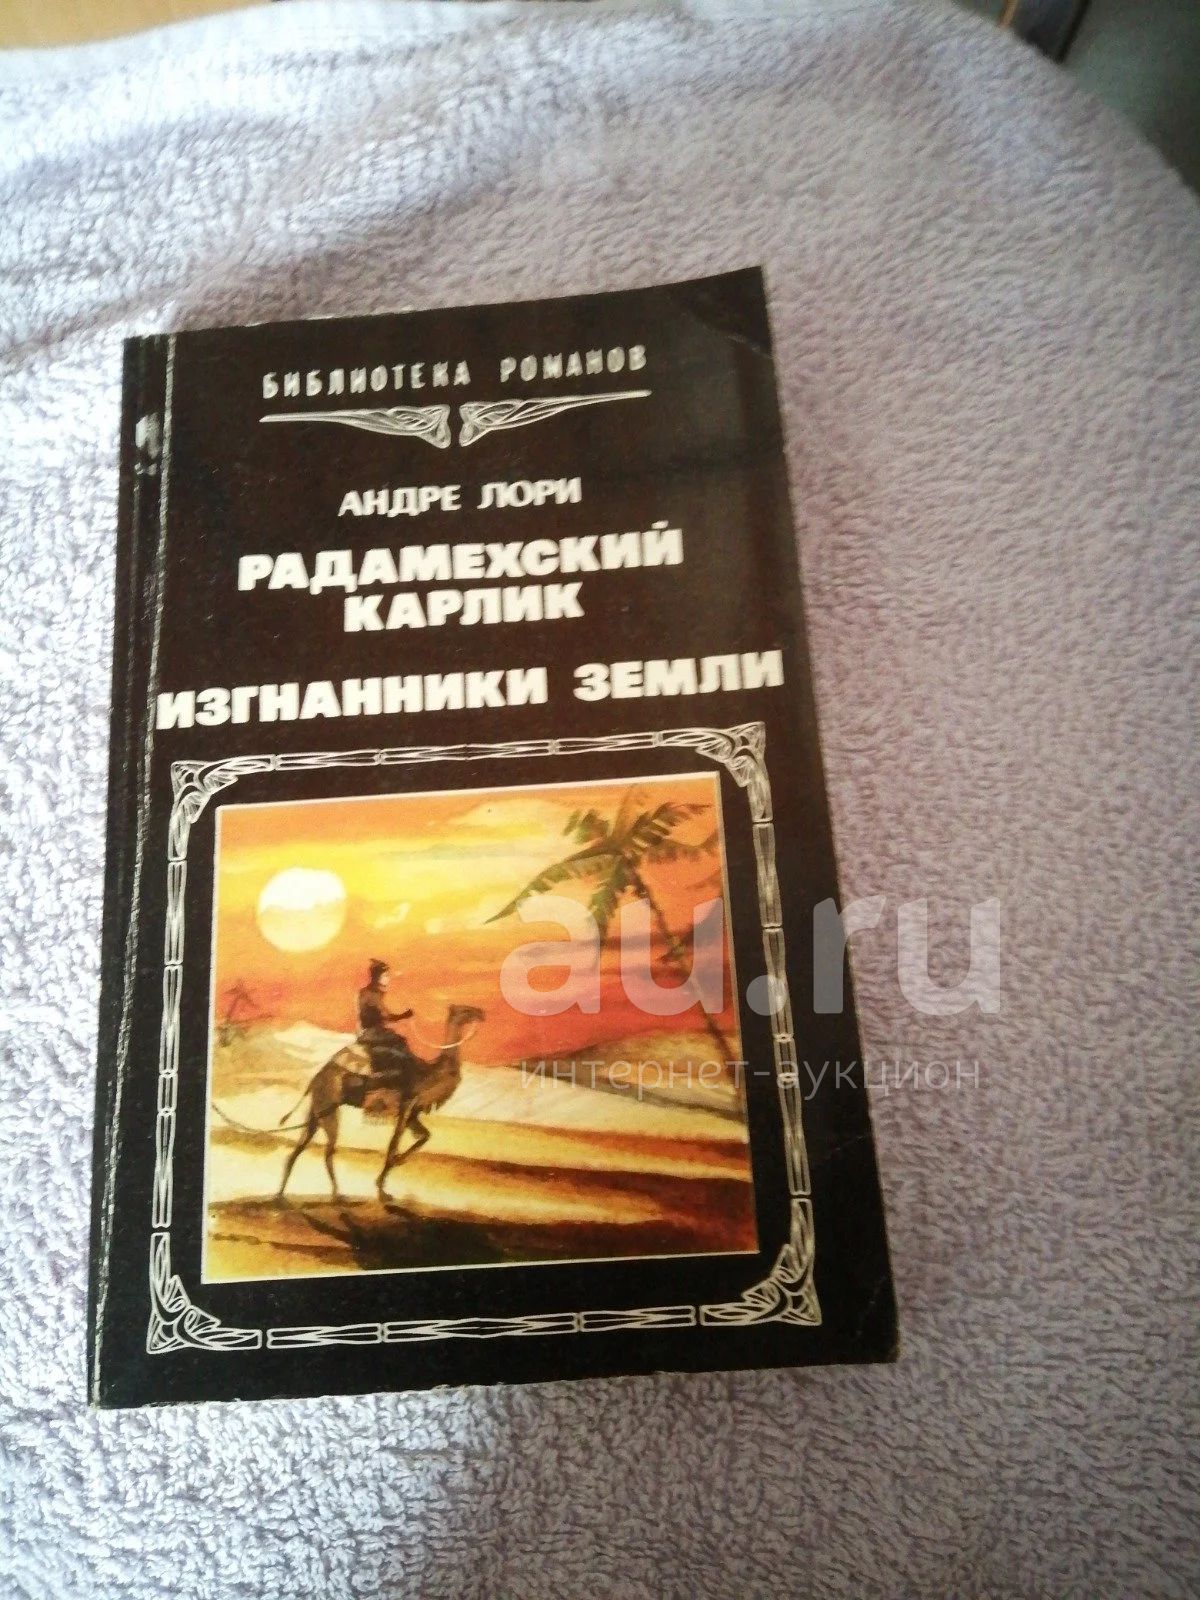 БИБЛИОТЕКА РОМАНОВ
АНДРЕ ЛОРИ
РАДАМЕХСКИЙ
КАРЛИК
ИЗГНАННИКИ ЗЕМЛИ
au.ru
интернет-аукцион